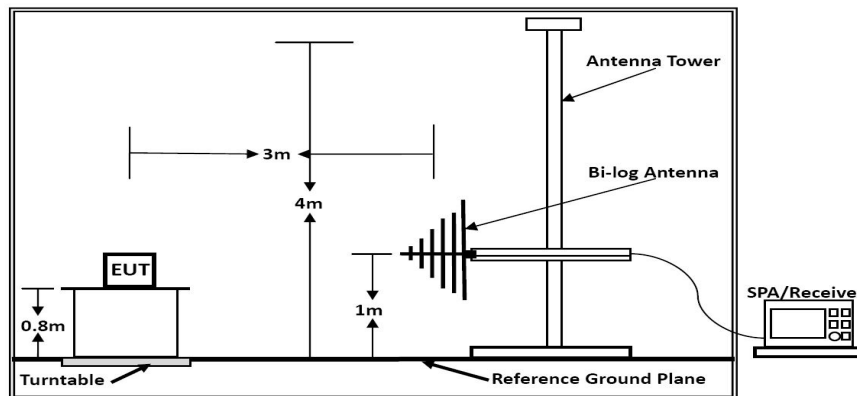 Antenna Tower
3m
Bi-log Antenna
4m
EUT
1m
0.8m
SPA/Receive
Turntable
Reference Ground Plane